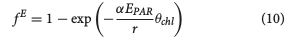 f^E = 1 − exp(−αE_PAR/r θ_chl) (10)